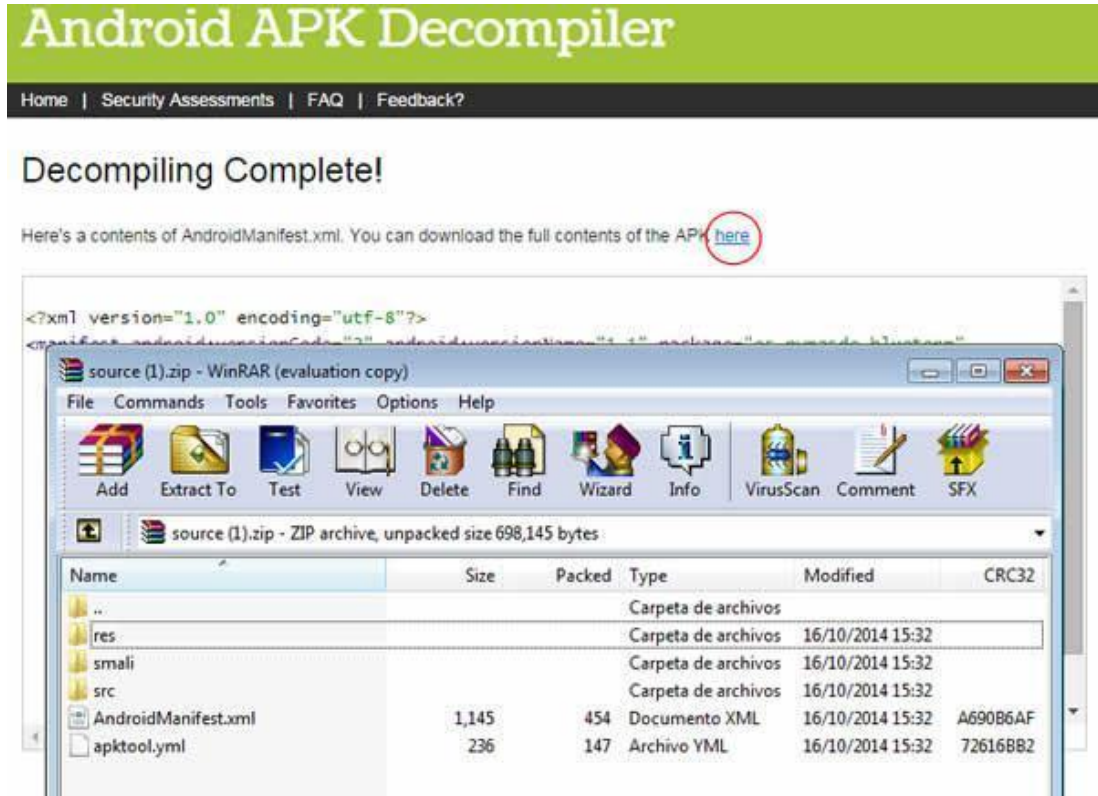 Android APK Decompiler
Home | Security Assessments | FAQ | Feedback?
Decompiling Complete!
Here's a contents of AndroidManifest.xml. You can download the full contents of the APK here
<?xml version="1.0" encoding="utf-8"?>
source (1).zip - WinRAR (evaluation copy)
File Commands Tools Favorites Options Help
Add Extract To Test View Delete Find Wizard Info VirusScan Comment SFX
source (1).zip - ZIP archive, unpacked size 698,145 bytes
Name Size Packed Type Modified CRC32
.. Carpeta de archivos
res Carpeta de archivos 16/10/2014 15:32
smali Carpeta de archivos 16/10/2014 15:32
src Carpeta de archivos 16/10/2014 15:32
AndroidManifest.xml 1,145 454 Documento XML 16/10/2014 15:32 A690B6AF
apktool.yml 236 147 Archivo YML 16/10/2014 15:32 72616BB2